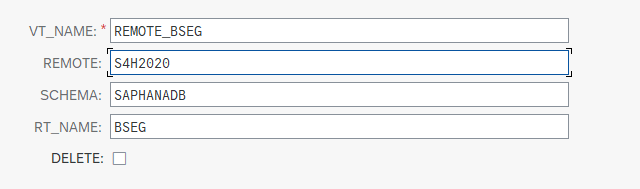 VT_NAME: * REMOTE_BSEG
REMOTE: S4H2020
SCHEMA: SAPHANADB
RT_NAME: BSEG
DELETE: